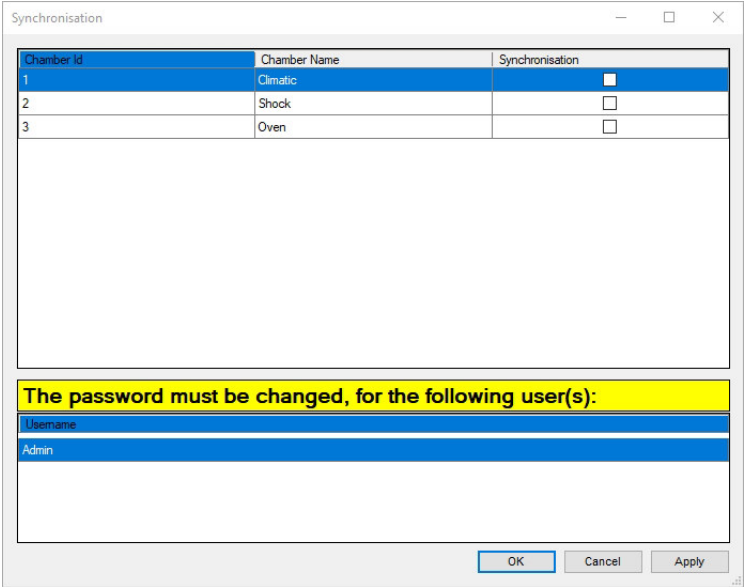 Synchronisation
Chamber Id Chamber Name Synchronisation
1 Climatic
2 Shock
3 Oven
The password must be changed, for the following user(s):
Username
Admin
OK Cancel Apply